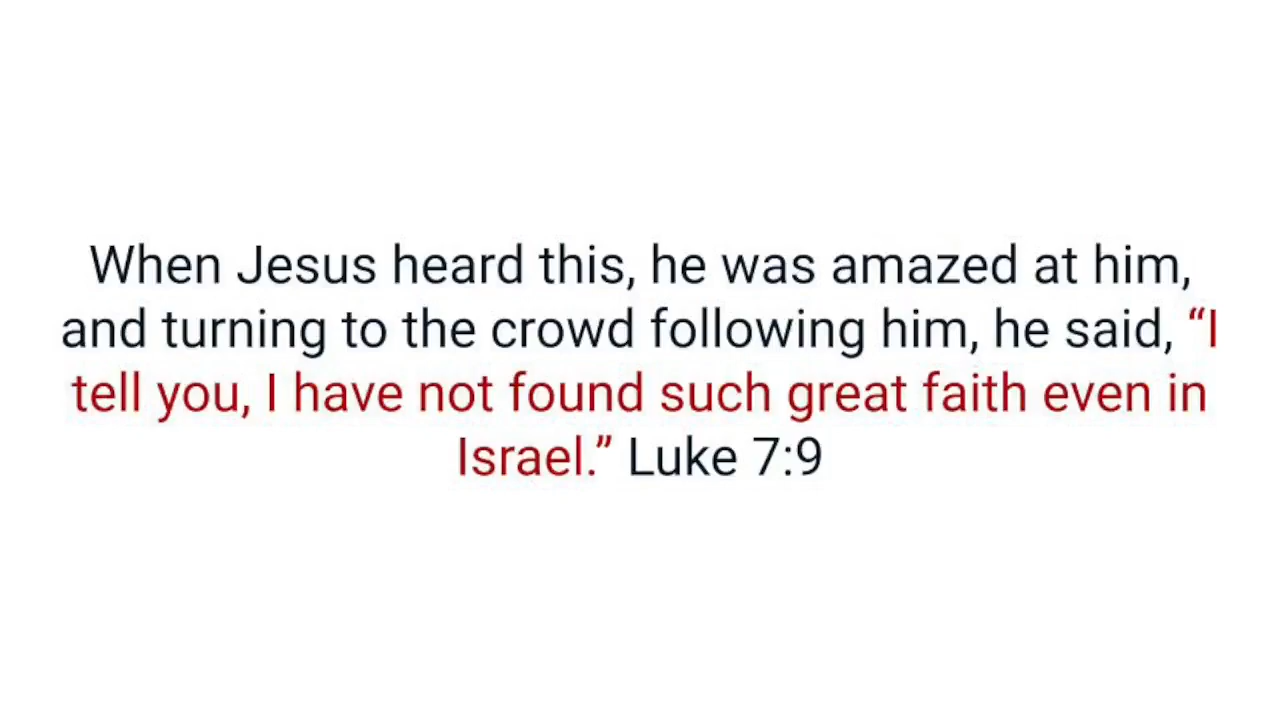 When Jesus heard this, he was amazed at him,
and turning to the crowd following him, he said, “I
tell you, I have not found such great faith even in
Israel.” Luke 7:9